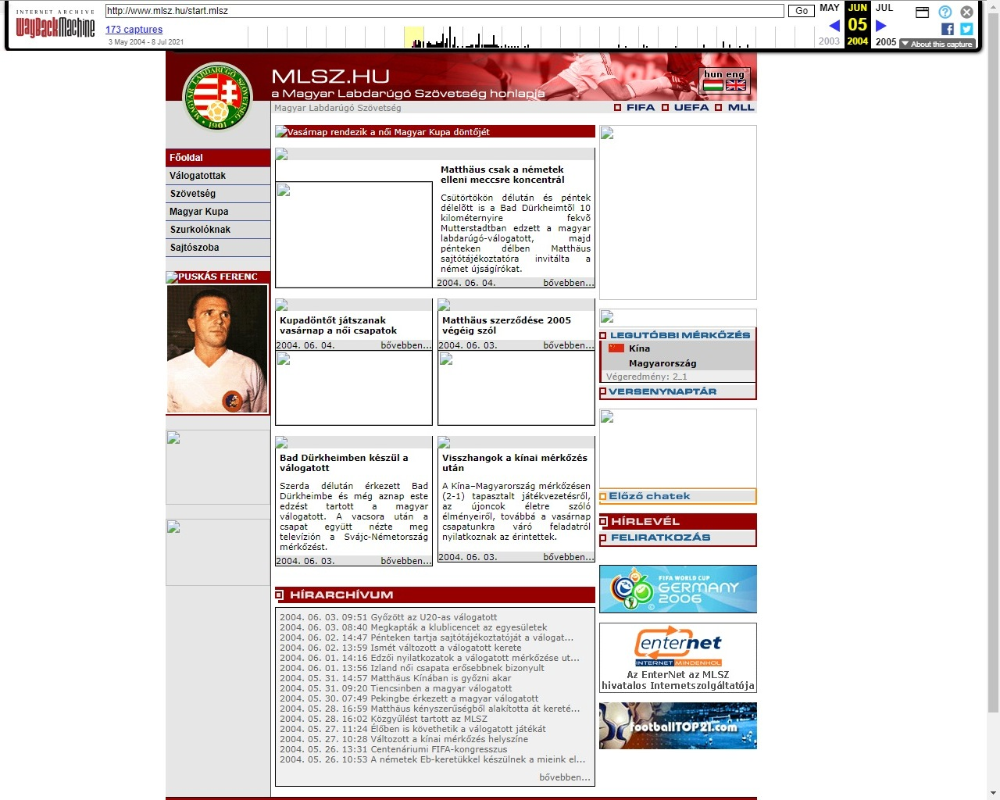 INTERNET ARCHIVE
WayBackMachine
http://www.mlsz.hu/start.mlsz
Go
173 captures
3 May 2004 - 8 Jul 2021
MAY JUN JUL
05
2003 2004 2005
About this capture
MLSZ.HU
a Magyar Labdarúgó Szövetség honlapja
hun eng
MAGYAR LABDARÚGÓ SZÖVETSÉG
1901
Magyar Labdarúgó Szövetség
FIFA UEFA MLL
Főoldal
Válogatottak
Szövetség
Magyar Kupa
Szurkolóknak
Sajtószoba
PUSKÁS FERENC
Vasárnap rendezik a női Magyar Kupa döntőjét
Matthäus csak a németek
elleni meccsre koncentrál
Csütörtökön délután és péntek
délelõtt is a Bad Dürkheimtõl 10
kilométernyire fekvõ
Mutterstadtban edzett a magyar
labdarúgó-válogatott, majd
pénteken délben Matthäus
sajtótájékoztatóra invitálta a
német újságírókat.
2004. 06. 04. bővebben...
Kupadöntőt játszanak
vasárnap a női csapatok
2004. 06. 04. bővebben...
Matthäus szerződése 2005
végéig szól
2004. 06. 03. bővebben...
Bad Dürkheimben készül a
válogatott
Szerda délután érkezett Bad
Dürkheimbe és még aznap este
edzést tartott a magyar
válogatott. A vacsora után a
csapat együtt nézte meg
televízión a Svájc-Németország
mérkőzést.
2004. 06. 03. bővebben...
Visszhangok a kínai mérkőzés
után
A Kína–Magyarország mérkőzésen
(2-1) tapasztalt játékvezetésről,
az újoncok életre szóló
élményeiről, továbbá a vasárnap
csapatunkra váró feladatról
nyilatkoznak az érintettek.
2004. 06. 03. bővebben...
HÍRARCHÍVUM
2004. 06. 03. 09:51 Győzött az U20-as válogatott
2004. 06. 03. 08:40 Megkapták a klublicencet az egyesületek
2004. 06. 02. 14:47 Pénteken tartja sajtótájékoztatóját a válogat...
2004. 06. 02. 13:59 Ismét változott a válogatott kerete
2004. 06. 01. 14:16 Edzői nyilatkozatok a válogatott mérkőzése ut...
2004. 06. 01. 13:56 Izland női csapata erősebbnek bizonyult
2004. 05. 31. 14:57 Matthäus Kínában is győzni akar
2004. 05. 31. 09:20 Tiencsinben a magyar válogatott
2004. 05. 30. 07:49 Pekingbe érkezett a magyar válogatott
2004. 05. 28. 16:59 Matthäus kényszerűségből alakította át kereté...
2004. 05. 28. 16:02 Közgyűlést tartott az MLSZ
2004. 05. 27. 11:24 Élőben is követhetik a válogatott játékát
2004. 05. 27. 10:28 Változott a kínai mérkőzés helyszíne
2004. 05. 26. 13:31 Centenáriumi FIFA-kongresszus
2004. 05. 26. 10:53 A németek Eb-keretükkel készülnek a mieink el...
bővebben...
LEGUTÓBBI MÉRKŐZÉS
Kína
Magyarország
Végeredmény: 2_1
VERSENYNAPTÁR
Előző chatek
HÍRLEVÉL
FELIRATKOZÁS
FIFA WORLD CUP
GERMANY
2006
enternet
INTERNET MINDENHOL
Az EnterNet az MLSZ
hivatalos Internetszolgáltatója
footballTOP21.com